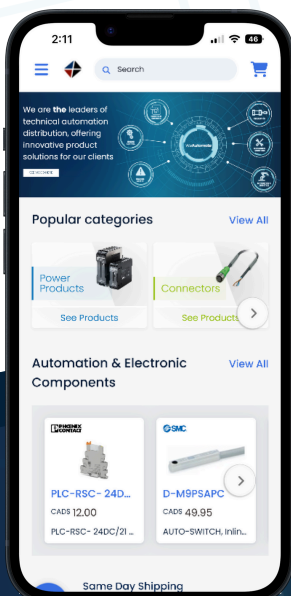 2:11
46
Search
We are the leaders of
technical automation
distribution, offering
innovative product
solutions for our clients
Popular categories
View All
Power
Products
Connectors
See Products
See Products
Automation & Electronic
Components
View All
PHOENIX
CONTACT
SMC
PLC-RSC- 24D...
D-M9PSAPC
CAD$ 12.00
CAD$ 49.95
PLC-RSC- 24DC/21 ...
AUTO-SWITCH, Inlin...
Same Day Shipping